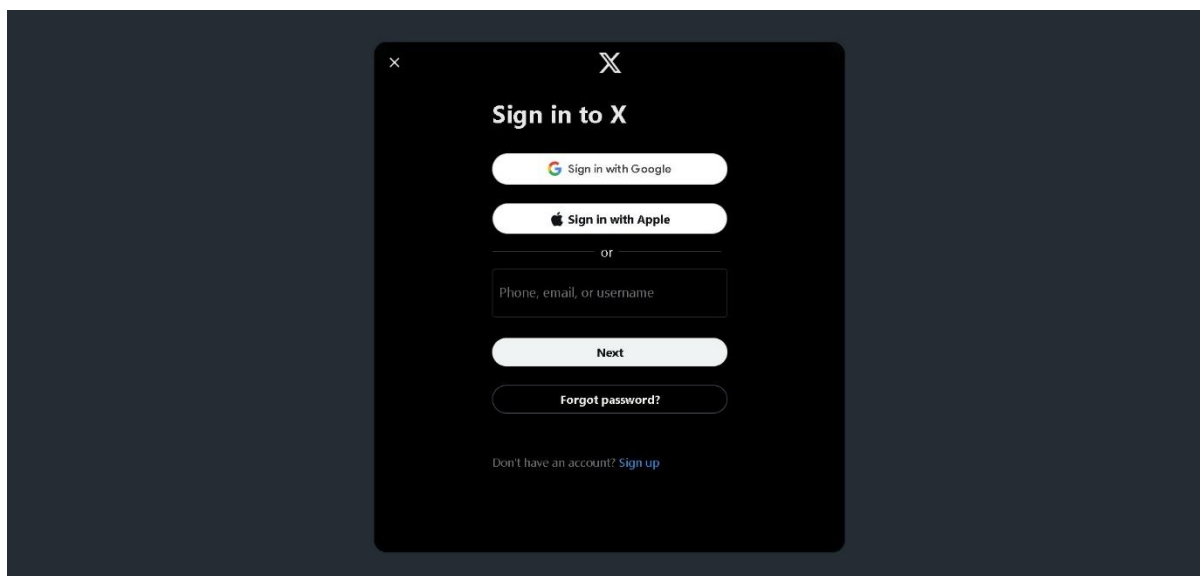 Sign in to X
Sign in with Google
Sign in with Apple
or
Phone, email, or username
Next
Forgot password?
Don't have an account? Sign up